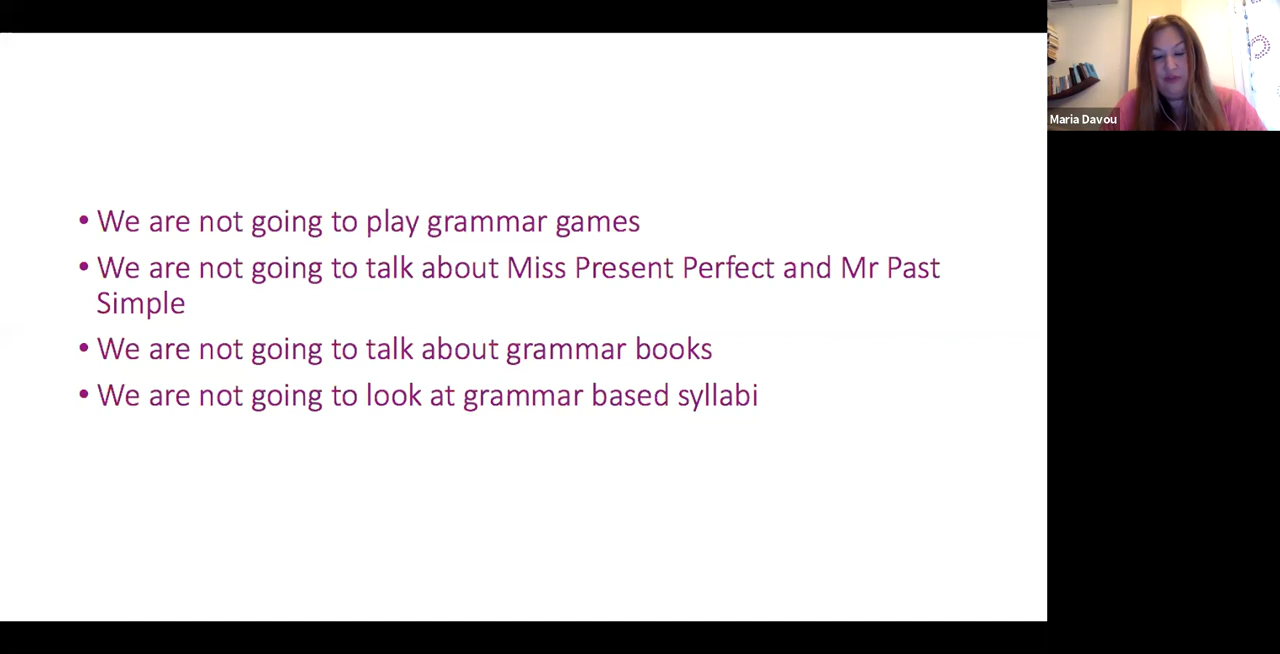 • We are not going to play grammar games
• We are not going to talk about Miss Present Perfect and Mr Past
Simple
• We are not going to talk about grammar books
• We are not going to look at grammar based syllabi
Maria Davou